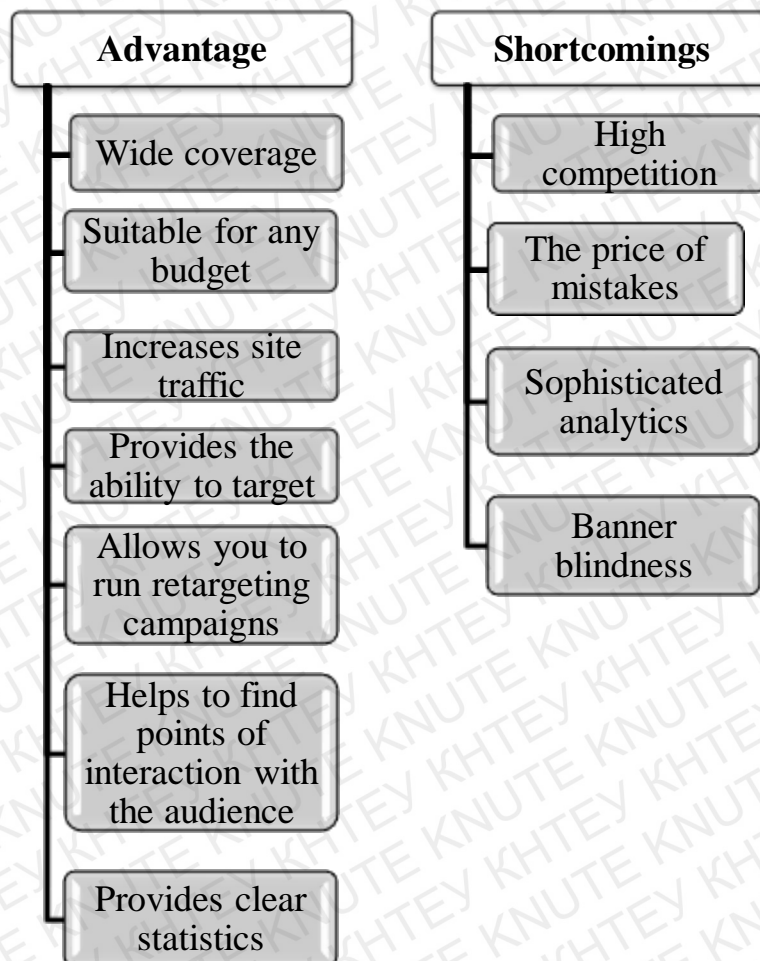 Advantage
Wide coverage
Suitable for any
budget
Increases site
traffic
Provides the
ability to target
Allows you to
run retargeting
campaigns
Helps to find
points of
interaction with
the audience
Provides clear
statistics
Shortcomings
High
competition
The price of
mistakes
Sophisticated
analytics
Banner
blindness